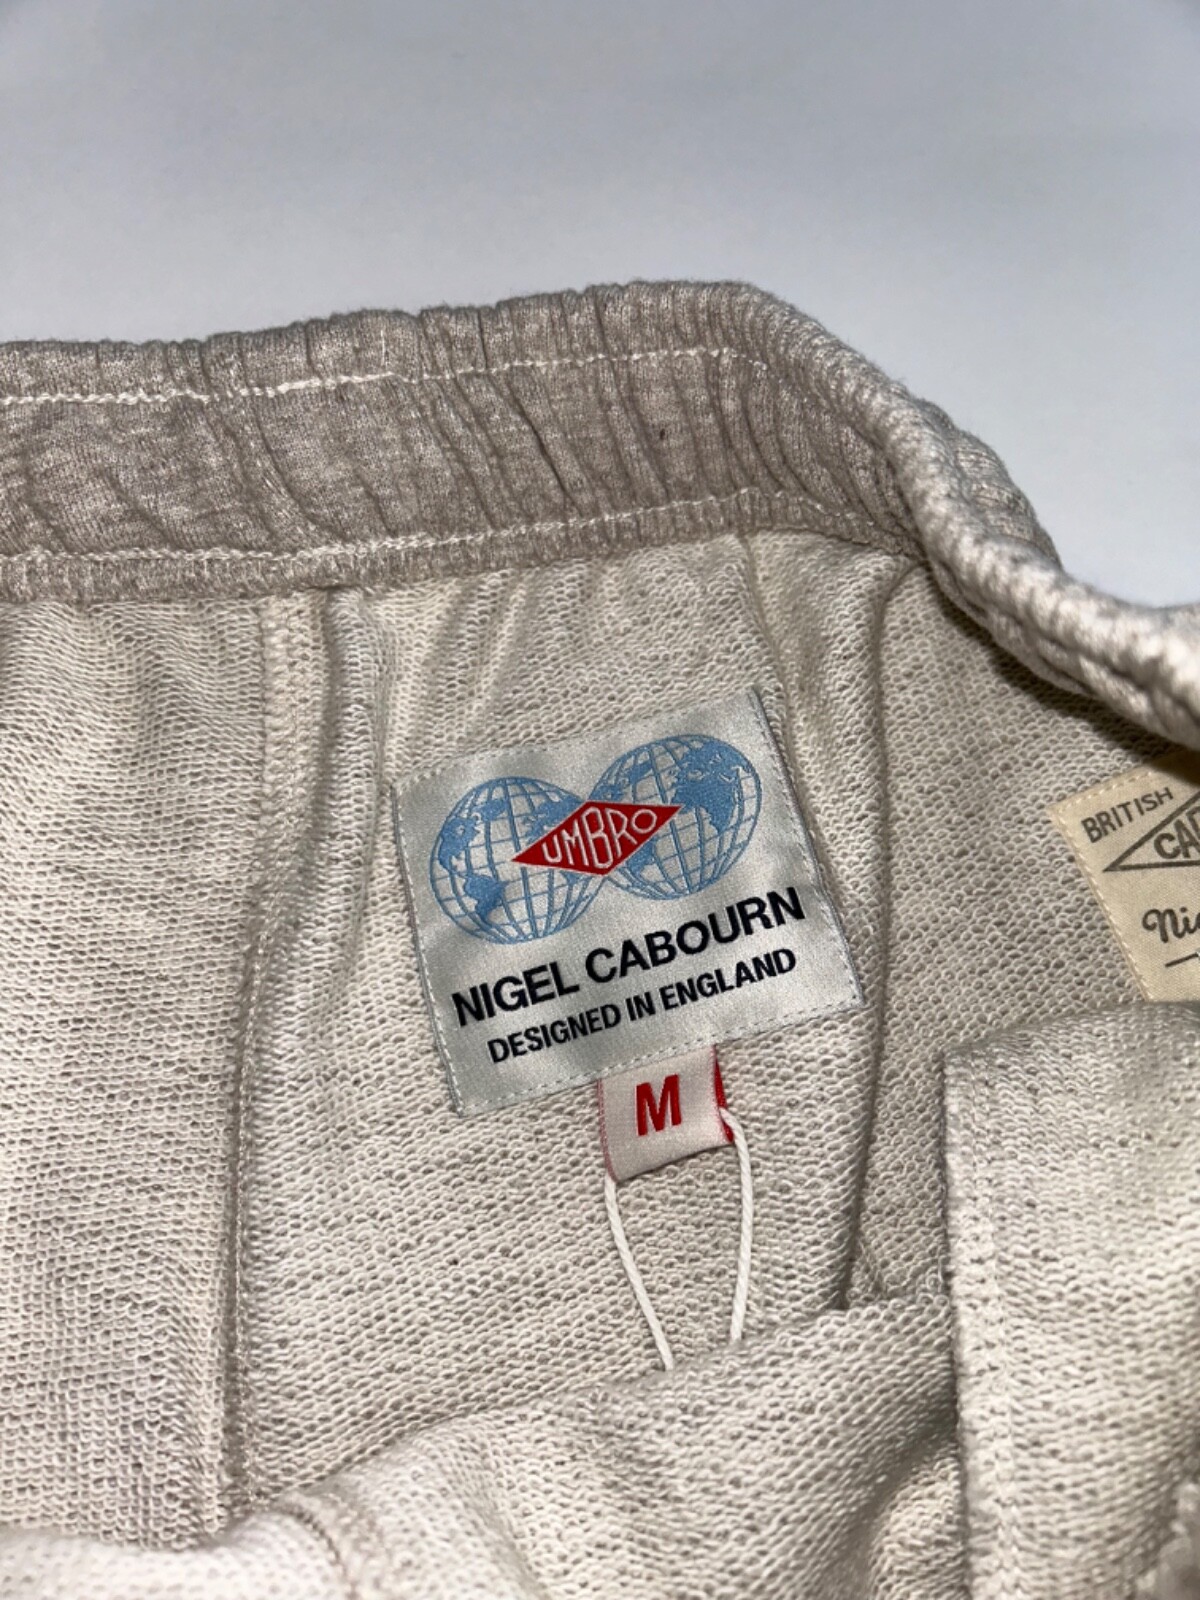 UMBRO
NIGEL CABOURN
DESIGNED IN ENGLAND
M
BRITISH